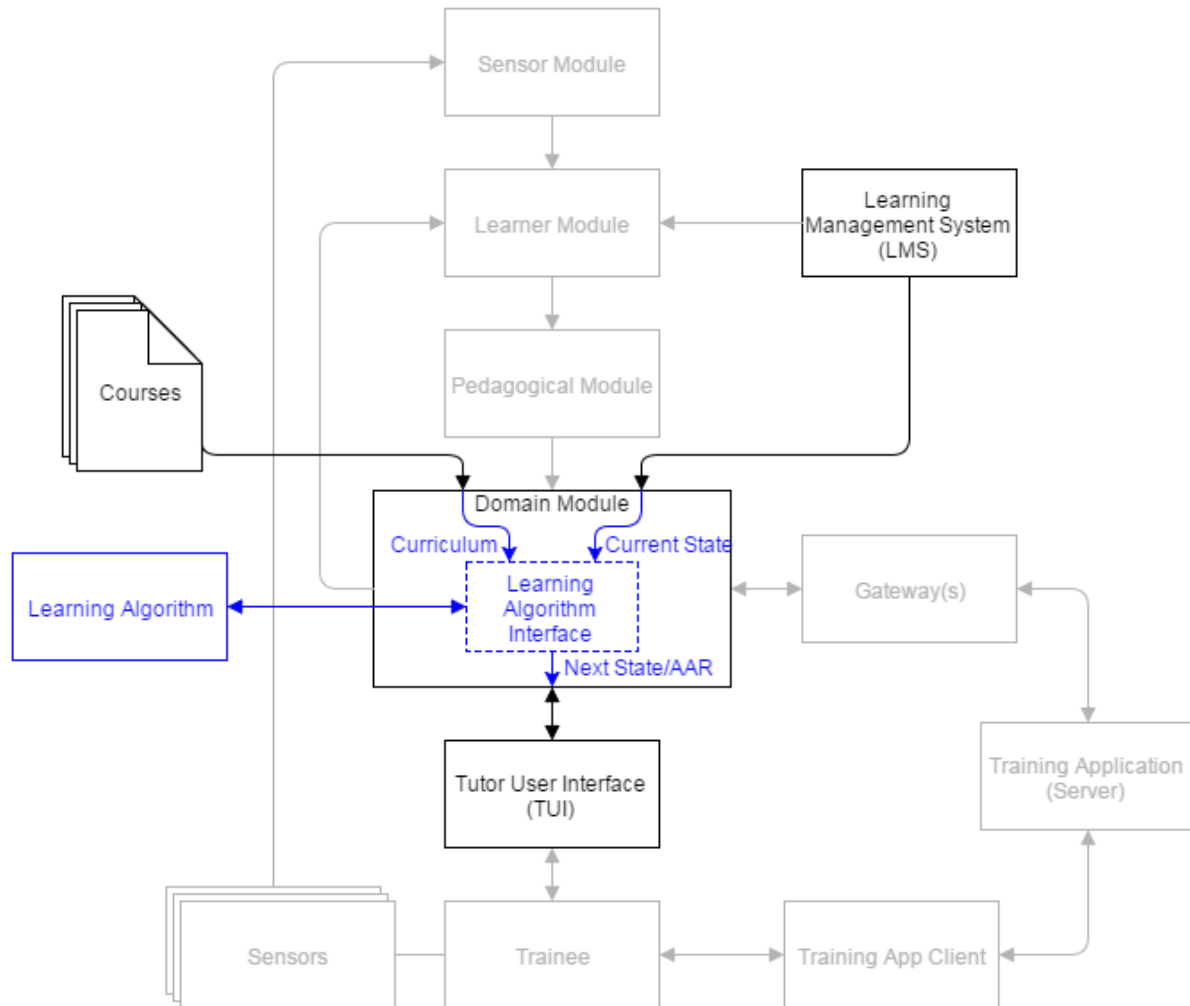 Sensor Module
Learner Module
Learning
Management System
(LMS)
Pedagogical Module
Courses
Domain Module
Curriculum
Current State
Learning
Algorithm
Interface
Learning Algorithm
Gateway(s)
Next State/AAR
Tutor User Interface
(TUI)
Training Application
(Server)
Sensors
Trainee
Training App Client